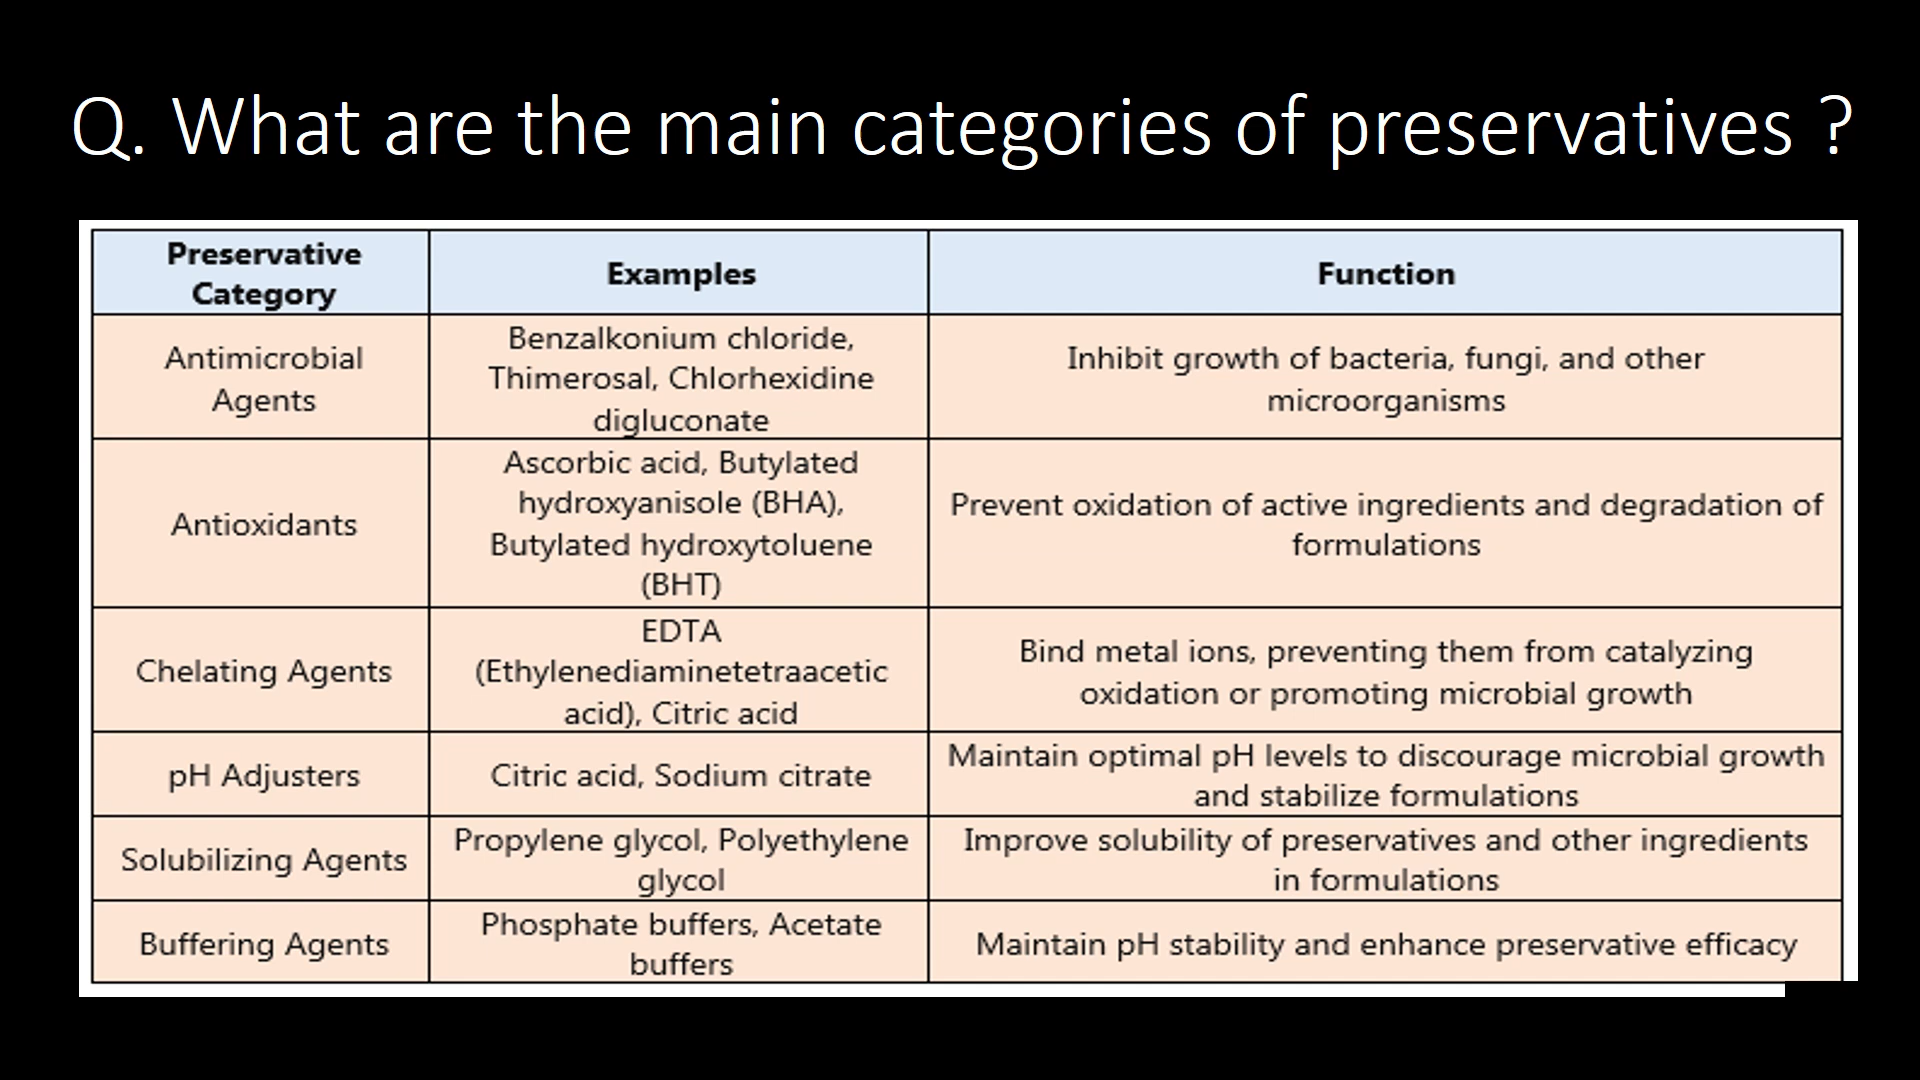 Q. What are the main categories of preservatives ?
Preservative
Category
Examples
Function
Antimicrobial
Agents
Benzalkonium chloride,
Thimerosal, Chlorhexidine
digluconate
Inhibit growth of bacteria, fungi, and other
microorganisms
Antioxidants
Ascorbic acid, Butylated
hydroxyanisole (BHA),
Butylated hydroxytoluene
(BHT)
Prevent oxidation of active ingredients and degradation of
formulations
Chelating Agents
EDTA
(Ethylenediaminetetraacetic
acid), Citric acid
Bind metal ions, preventing them from catalyzing
oxidation or promoting microbial growth
pH Adjusters
Citric acid, Sodium citrate
Maintain optimal pH levels to discourage microbial growth
and stabilize formulations
Solubilizing Agents
Propylene glycol, Polyethylene
glycol
Improve solubility of preservatives and other ingredients
in formulations
Buffering Agents
Phosphate buffers, Acetate
buffers
Maintain pH stability and enhance preservative efficacy